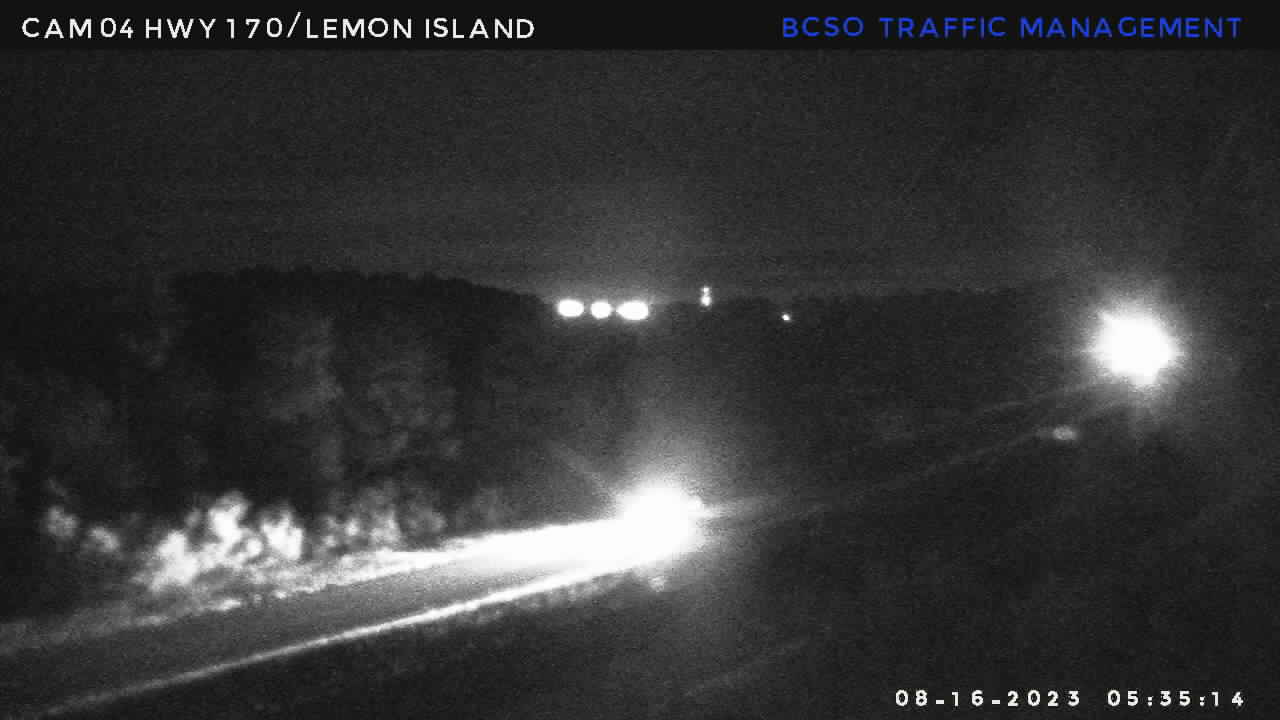 CAM04 HWY 170/LEMON ISLAND
BCSO TRAFFIC MANAGEMENT
08-16-2023 05:35:14